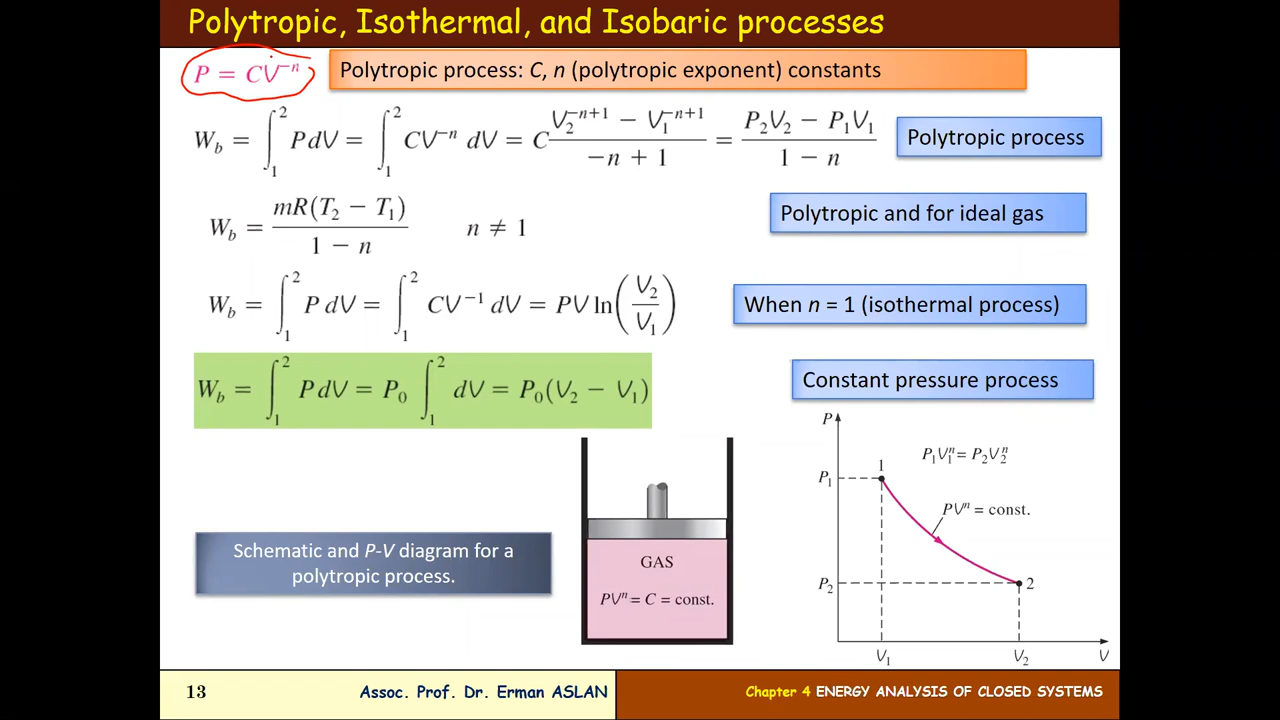 Polytropic, Isothermal, and Isobaric processes
P = CV⁻ⁿ
Polytropic process: C, n (polytropic exponent) constants
W_b = ∫₁² P dV = ∫₁² CV⁻ⁿ dV = C (V₂⁻ⁿ⁺¹ − V₁⁻ⁿ⁺¹)/(−n + 1) = (P₂V₂ − P₁V₁)/(1 − n)
Polytropic process
W_b = mR(T₂ − T₁)/(1 − n)    n ≠ 1
Polytropic and for ideal gas
W_b = ∫₁² P dV = ∫₁² CV⁻¹ dV = PV ln(V₂/V₁)
When n = 1 (isothermal process)
W_b = ∫₁² P dV = P₀ ∫₁² dV = P₀(V₂ − V₁)
Constant pressure process
Schematic and P-V diagram for a
polytropic process.
GAS
PVⁿ = C = const.
P
P₁V₁ⁿ = P₂V₂ⁿ
1
P₁
PVⁿ = const.
P₂
2
V₁
V₂
V
13
Assoc. Prof. Dr. Erman ASLAN
Chapter 4 ENERGY ANALYSIS OF CLOSED SYSTEMS